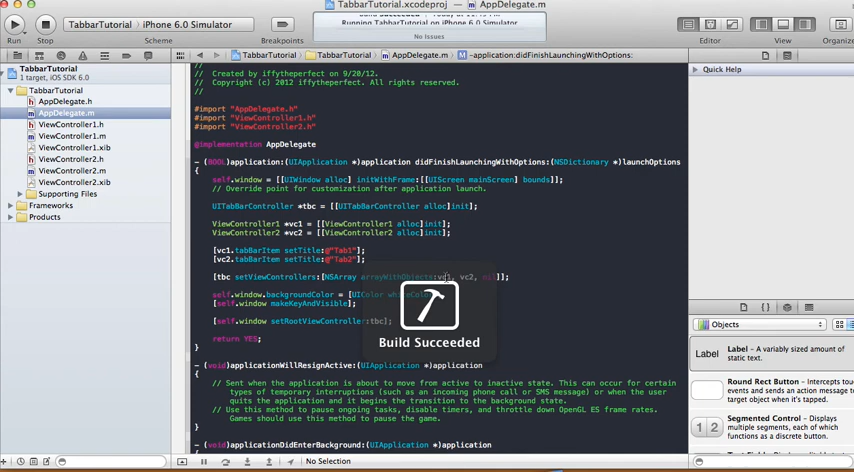 TabbarTutorial.xcodeproj — AppDelegate.m
Run Stop Scheme Breakpoints
TabbarTutorial iPhone 6.0 Simulator
Running TabbarTutorial on iPhone 6.0 Simulator
No Issues
Editor View Organize
TabbarTutorial TabbarTutorial AppDelegate.m -application:didFinishLaunchingWithOptions:
TabbarTutorial
1 target, iOS SDK 6.0
TabbarTutorial
AppDelegate.h
AppDelegate.m
ViewController1.h
ViewController1.m
ViewController1.xib
ViewController2.h
ViewController2.m
ViewController2.xib
Supporting Files
Frameworks
Products
//
// Created by iffytheperfect on 9/20/12.
// Copyright (c) 2012 iffytheperfect. All rights reserved.
//
#import "AppDelegate.h"
#import "ViewController1.h"
#import "ViewController2.h"
@implementation AppDelegate
- (BOOL)application:(UIApplication *)application didFinishLaunchingWithOptions:(NSDictionary *)launchOptions
{
self.window = [[UIWindow alloc] initWithFrame:[[UIScreen mainScreen] bounds]];
// Override point for customization after application launch.
UITabBarController *tbc = [[UITabBarController alloc]init];
ViewController1 *vc1 = [[ViewController1 alloc]init];
ViewController2 *vc2 = [[ViewController2 alloc]init];
[vc1.tabBarItem setTitle:@"Tab1"];
[vc2.tabBarItem setTitle:@"Tab2"];
[tbc setViewControllers:[NSArray arrayWithObjects:vc1, vc2, nil]];
self.window.backgroundColor = [UIColor whiteColor];
[self.window makeKeyAndVisible];
[self.window setRootViewController:tbc];
return YES;
}
Build Succeeded
- (void)applicationWillResignActive:(UIApplication *)application
{
// Sent when the application is about to move from active to inactive state. This can occur for certain
types of temporary interruptions (such as an incoming phone call or SMS message) or when the user
quits the application and it begins the transition to the background state.
// Use this method to pause ongoing tasks, disable timers, and throttle down OpenGL ES frame rates.
Games should use this method to pause the game.
}
- (void)applicationDidEnterBackground:(UIApplication *)application
No Selection
Quick Help
Objects
Label
Label - A variably sized amount of
static text.
Round Rect Button - Intercepts touch
events and sends an action message to a
target object when it's tapped.
1 2
Segmented Control - Displays
multiple segments, each of which
functions as a discrete button.